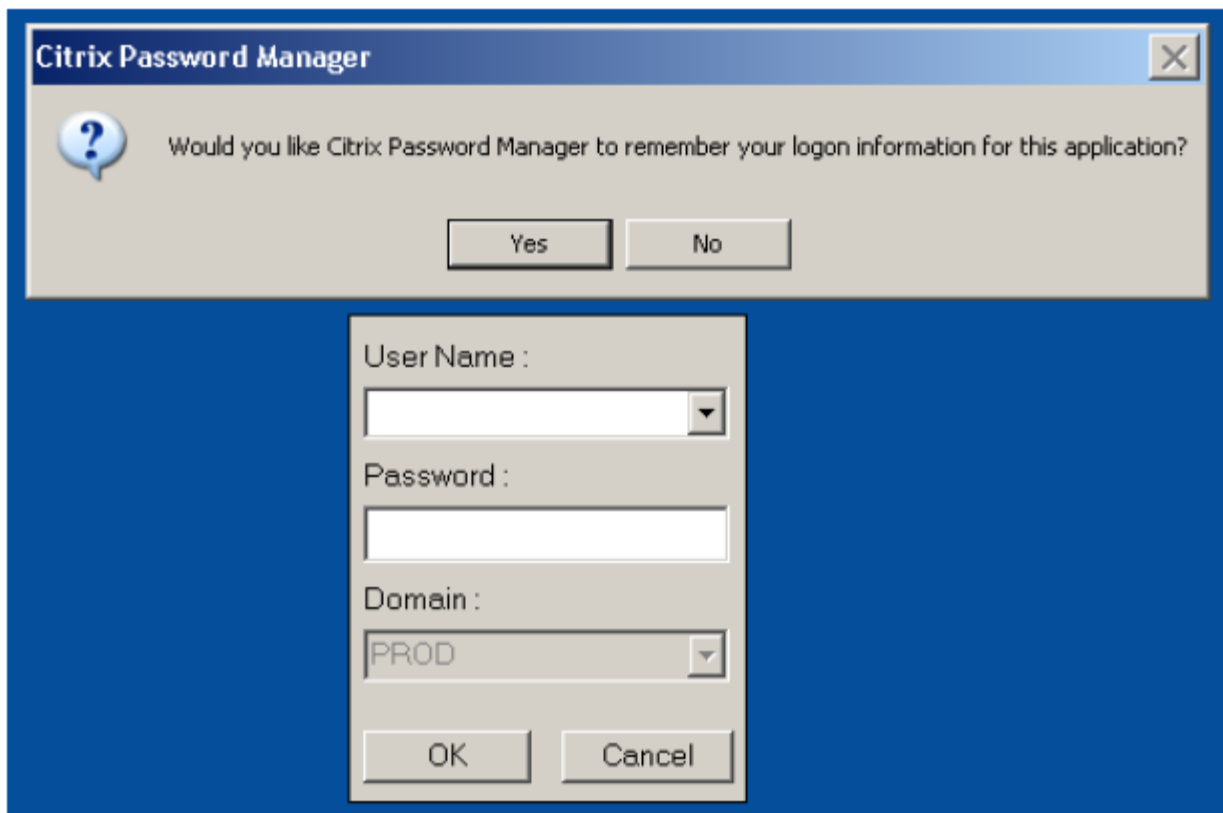 Citrix Password Manager
?
Would you like Citrix Password Manager to remember your logon information for this application?
Yes No
User Name :
Password :
Domain :
PROD
OK Cancel